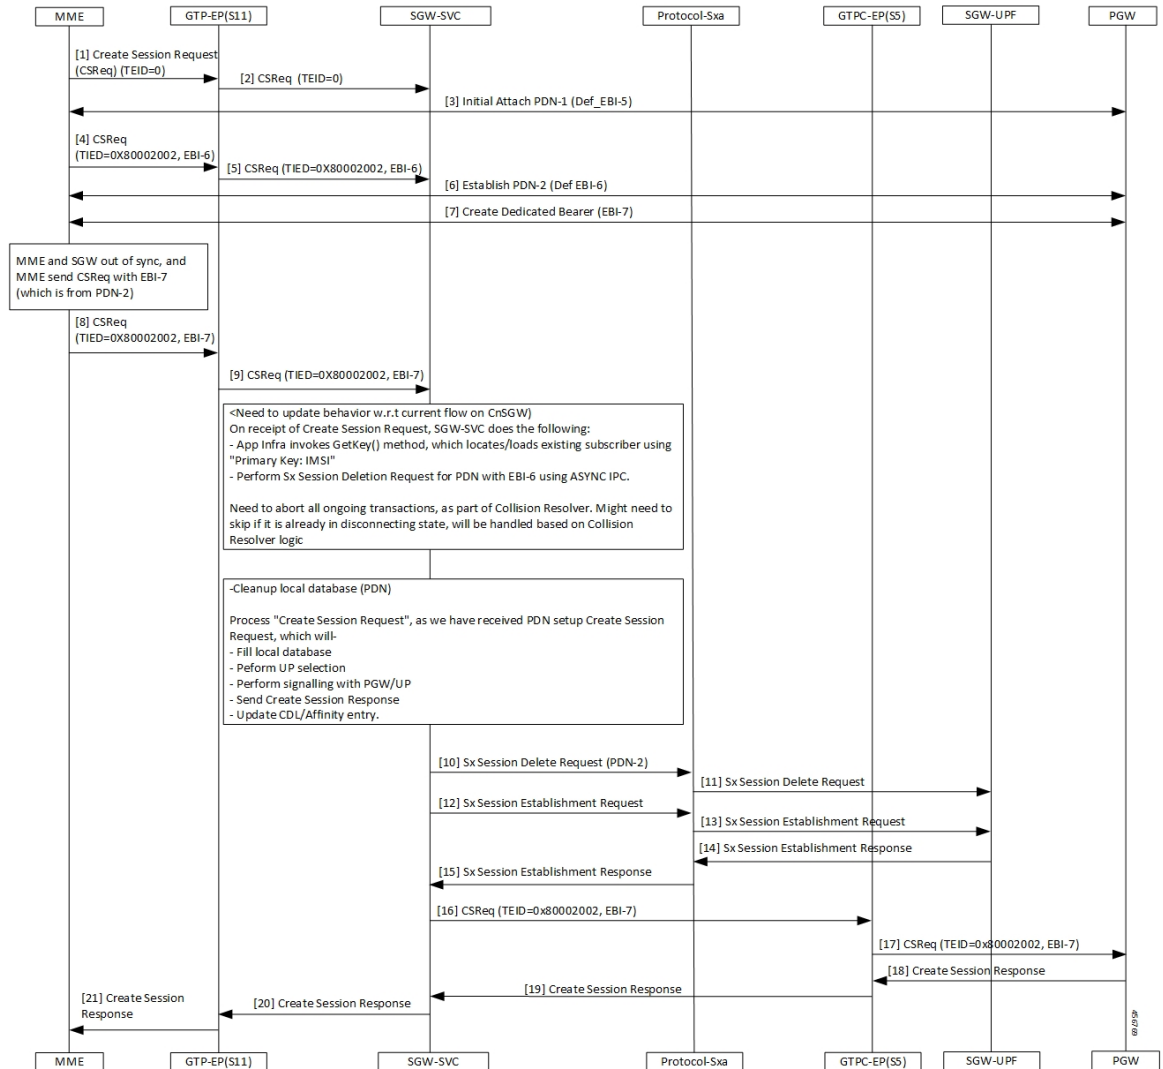 MME
GTP-EP(S11)
SGW-SVC
Protocol-Sxa
GTPC-EP(S5)
SGW-UPF
PGW
[1] Create Session Request
(CSReq) (TEID=0)
[2] CSReq (TEID=0)
[3] Initial Attach PDN-1 (Def_EBI-5)
[4] CSReq
(TIED=0X80002002, EBI-6)
[5] CSReq (TIED=0X80002002, EBI-6)
[6] Establish PDN-2 (Def EBI-6)
[7] Create Dedicated Bearer (EBI-7)
MME and SGW out of sync, and
MME send CSReq with EBI-7
(which is from PDN-2)
[8] CSReq
(TIED=0X80002002, EBI-7)
[9] CSReq (TIED=0X80002002, EBI-7)
<Need to update behavior w.r.t current flow on CnSGW)
On receipt of Create Session Request, SGW-SVC does the following:
- App Infra invokes GetKey() method, which locates/loads existing subscriber using
"Primary Key: IMSI"
- Perform Sx Session Deletion Request for PDN with EBI-6 using ASYNC IPC.
Need to abort all ongoing transactions, as part of Collision Resolver. Might need to
skip if it is already in disconnecting state, will be handled based on Collision
Resolver logic
-Cleanup local database (PDN)
Process "Create Session Request", as we have received PDN setup Create Session
Request, which will-
- Fill local database
- Peform UP selection
- Perform signalling with PGW/UP
- Send Create Session Response
- Update CDL/Affinity entry.
[10] Sx Session Delete Request (PDN-2)
[11] Sx Session Delete Request
[12] Sx Session Establishment Request
[13] Sx Session Establishment Request
[14] Sx Session Establishment Response
[15] Sx Session Establishment Response
[16] CSReq (TEID=0x80002002, EBI-7)
[17] CSReq (TEID=0x80002002, EBI-7)
[18] Create Session Response
[19] Create Session Response
[20] Create Session Response
[21] Create Session
Response
MME
GTP-EP(S11)
SGW-SVC
Protocol-Sxa
GTPC-EP(S5)
SGW-UPF
PGW